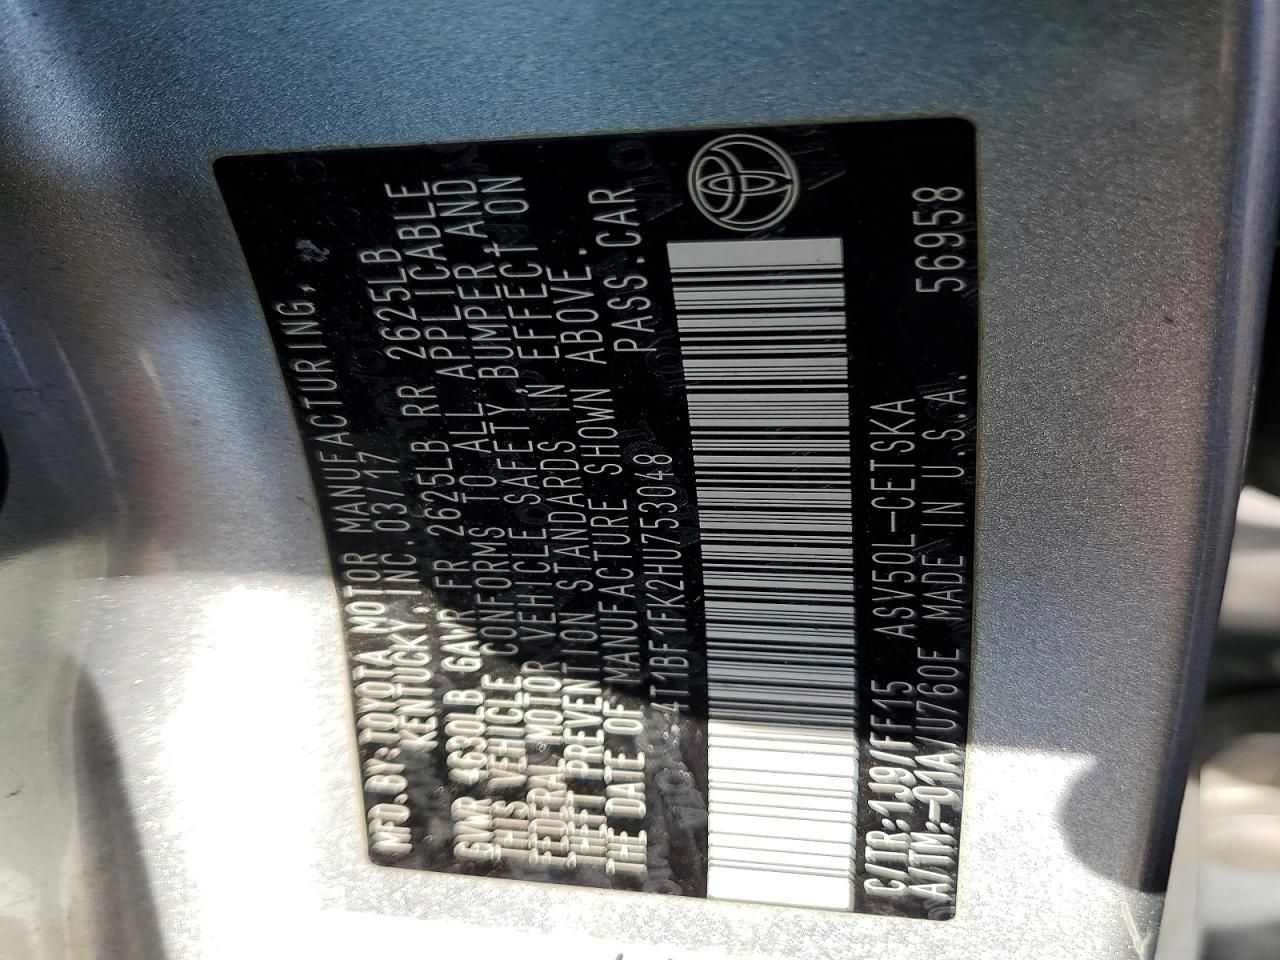 MFD.BY:TOYOTA MOTOR MANUFACTURING,
KENTUCKY,INC.03/17
GVWR 4630LB GAWR FR 2625LB RR 2625LB
THIS VEHICLE CONFORMS TO ALL APPLICABLE
FEDERAL MOTOR VEHICLE SAFETY,BUMPER,AND
THEFT PREVENTION STANDARDS IN EFFECT ON
THE DATE OF MANUFACTURE SHOWN ABOVE.
4T1BF1FK2HU753048 PASS.CAR
C/TR:1J9/FF15 ASV50L-CETSKA
A/TM:-01A/U760E MADE IN U.S.A. 56958